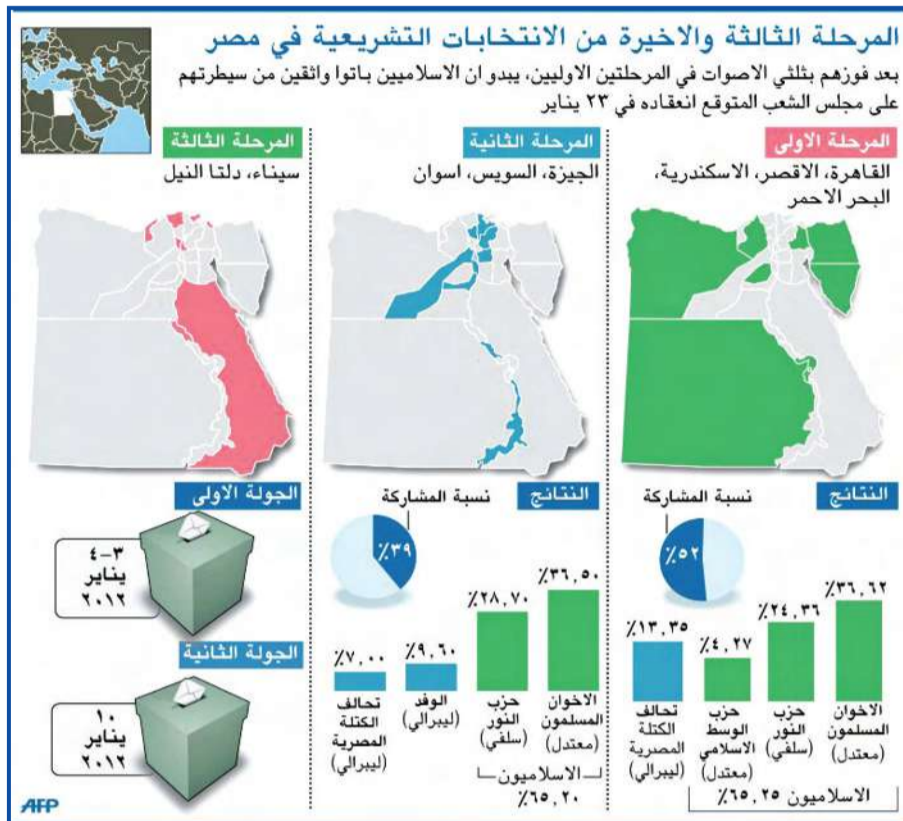 المرحلة الثالثة والاخيرة من الانتخابات التشريعية في مصر
بعد فوزهم بثلثي الاصوات في المرحلتين الاوليين، يبدو ان الاسلاميين باتوا واثقين من سيطرتهم
على مجلس الشعب المتوقع انعقاده في ٢٣ يناير
المرحلة الاولى
القاهرة، الاقصر، الاسكندرية،
البحر الاحمر
النتائج
نسبة المشاركة
٪٥٢
٪٣٦,٦٢
٪٢٤,٣٦
٪٤,٢٧
٪١٣,٣٥
الاخوان
المسلمون
(معتدل)
حزب
النور
(سلفي)
حزب
الوسط
الاسلامي
(معتدل)
تحالف
الكتلة
المصرية
(ليبرالي)
الاسلاميون ٪٦٥,٢٥
المرحلة الثانية
الجيزة، السويس، اسوان
النتائج
نسبة المشاركة
٪٣٩
٪٣٦,٥٠
٪٢٨,٧٠
٪٩,٦٠
٪٧,٠٠
الاخوان
المسلمون
(معتدل)
حزب
النور
(سلفي)
الوفد
(ليبرالي)
تحالف
الكتلة
المصرية
(ليبرالي)
الاسلاميون
٪٦٥,٢٠
المرحلة الثالثة
سيناء، دلتا النيل
الجولة الاولى
٣-٤
يناير
٢٠١٢
الجولة الثانية
١٠
يناير
٢٠١٢
AFP